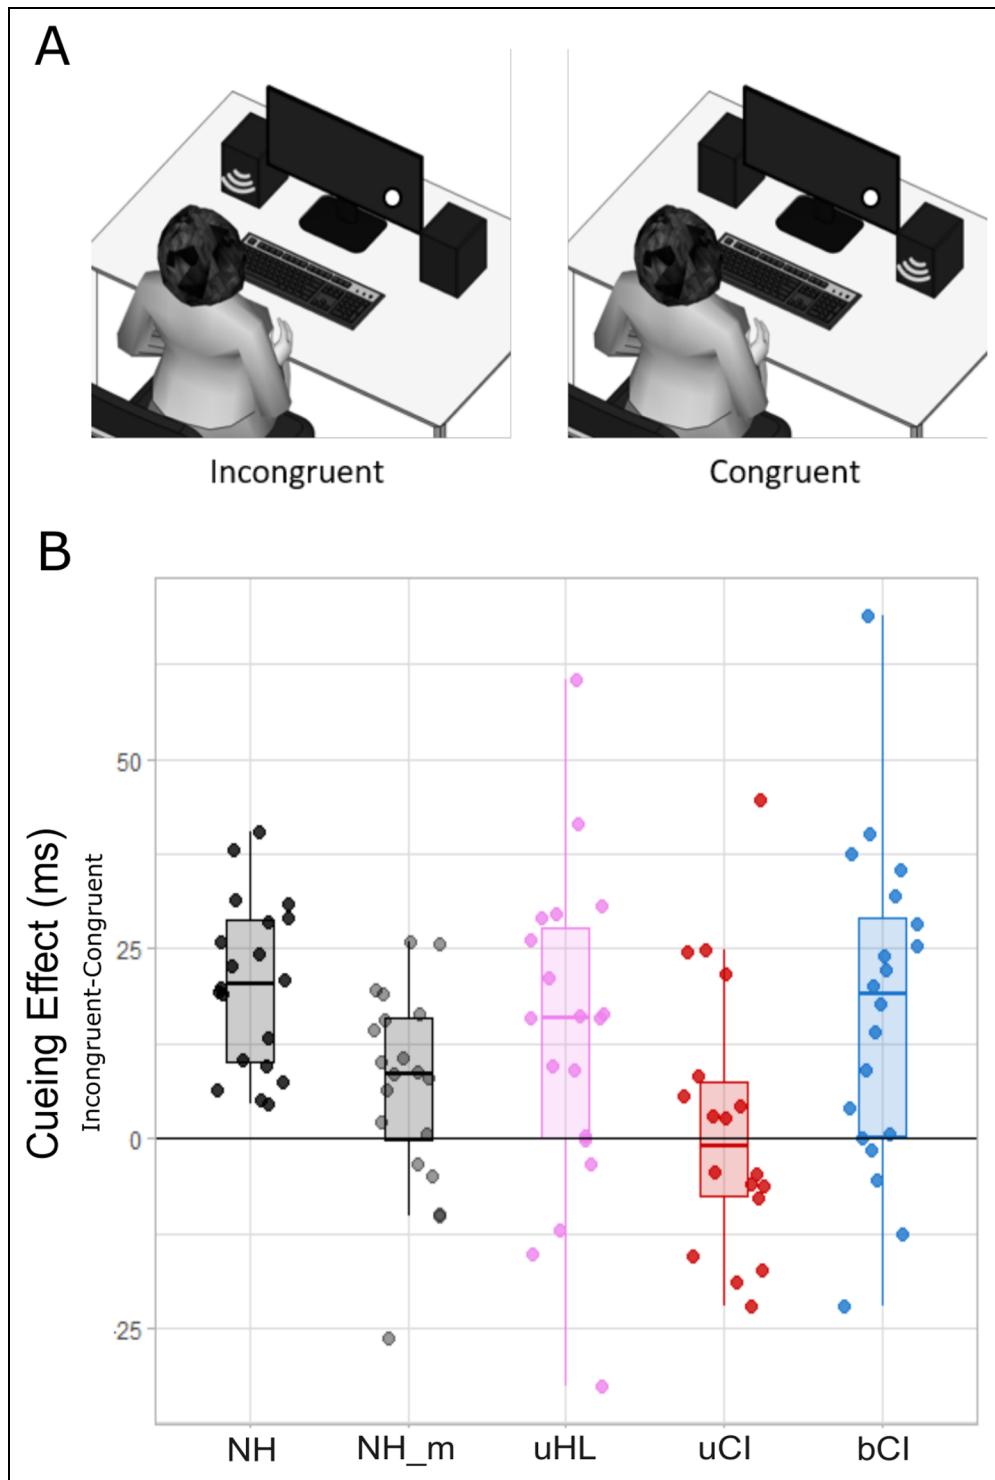 A
Incongruent
Congruent
B
Cueing Effect (ms)
Incongruent-Congruent
50
25
0
-25
NH
NH_m
uHL
uCI
bCI